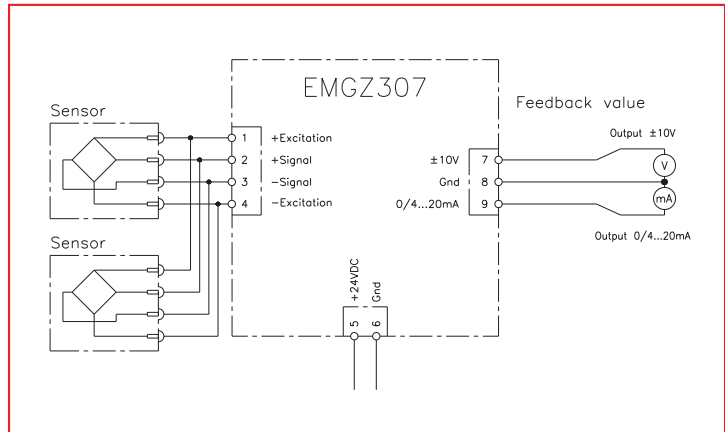 EMGZ307
Sensor
Feedback value
Output ±10V
1 +Excitation
2 +Signal
3 −Signal
4 −Excitation
±10V 7
Gnd 8
0/4...20mA 9
V
mA
Output 0/4...20mA
Sensor
+24VDC
Gnd
5
6